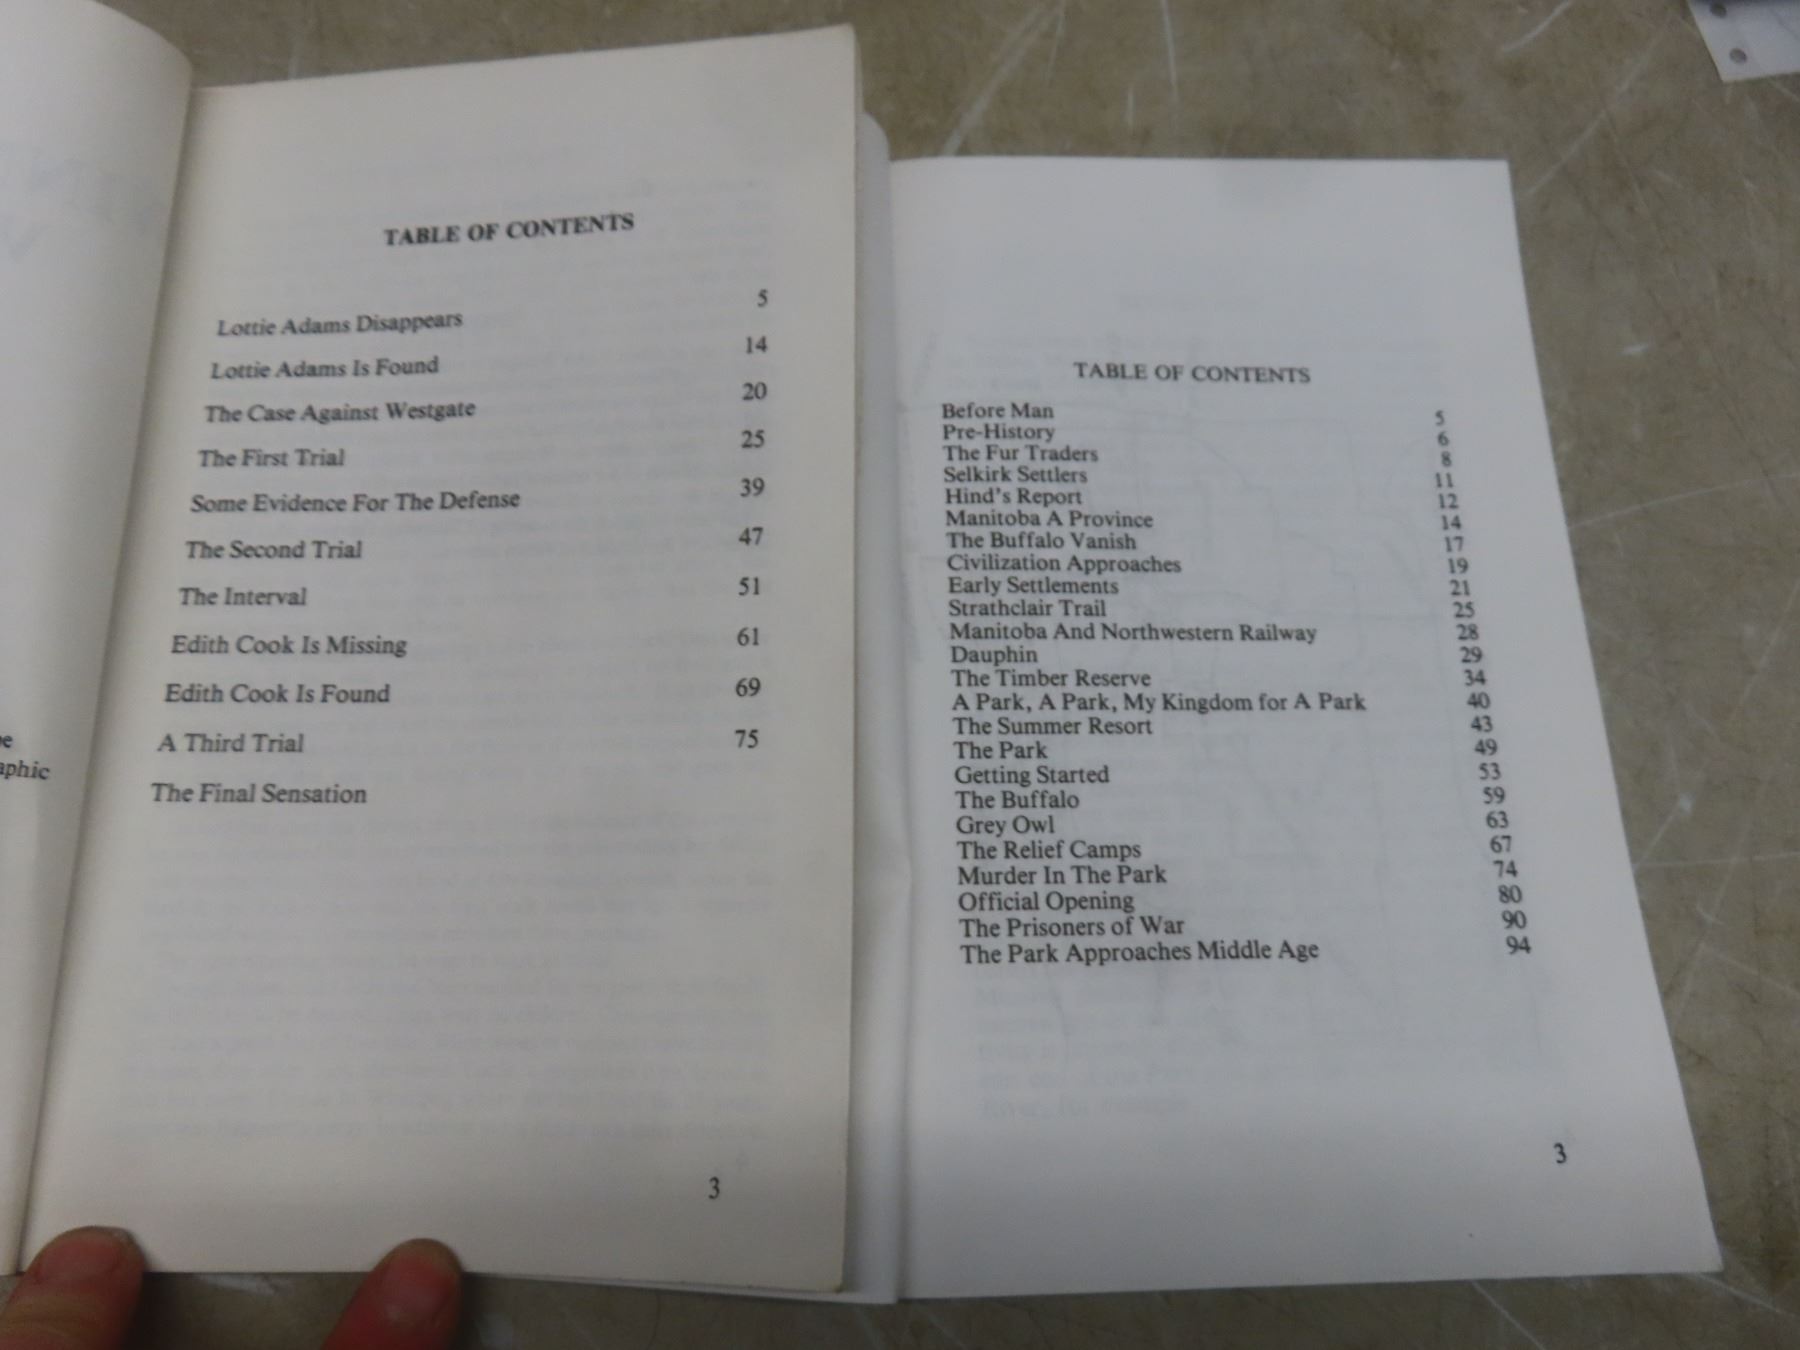 TABLE OF CONTENTS
Lottie Adams Disappears 5
Lottie Adams Is Found 14
The Case Against Westgate 20
The First Trial 25
Some Evidence For The Defense 39
The Second Trial 47
The Interval 51
Edith Cook Is Missing 61
Edith Cook Is Found 69
A Third Trial 75
The Final Sensation
3
TABLE OF CONTENTS
Before Man 5
Pre-History 6
The Fur Traders 8
Selkirk Settlers 11
Hind's Report 12
Manitoba A Province 14
The Buffalo Vanish 17
Civilization Approaches 19
Early Settlements 21
Strathclair Trail 25
Manitoba And Northwestern Railway 28
Dauphin 29
The Timber Reserve 34
A Park, A Park, My Kingdom for A Park 40
The Summer Resort 43
The Park 49
Getting Started 53
The Buffalo 59
Grey Owl 63
The Relief Camps 67
Murder In The Park 74
Official Opening 80
The Prisoners of War 90
The Park Approaches Middle Age 94
3